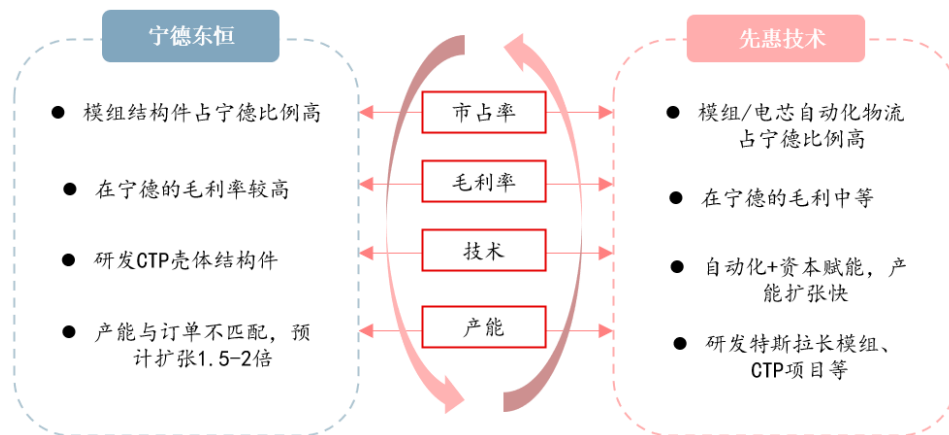 宁德东恒
模组结构件占宁德比例高
在宁德的毛利率较高
研发CTP壳体结构件
产能与订单不匹配，预
计扩张1.5-2倍
市占率
毛利率
技术
产能
先惠技术
模组/电芯自动化物流
占宁德比例高
在宁德的毛利中等
自动化+资本赋能，产
能扩张快
研发特斯拉长模组、
CTP项目等